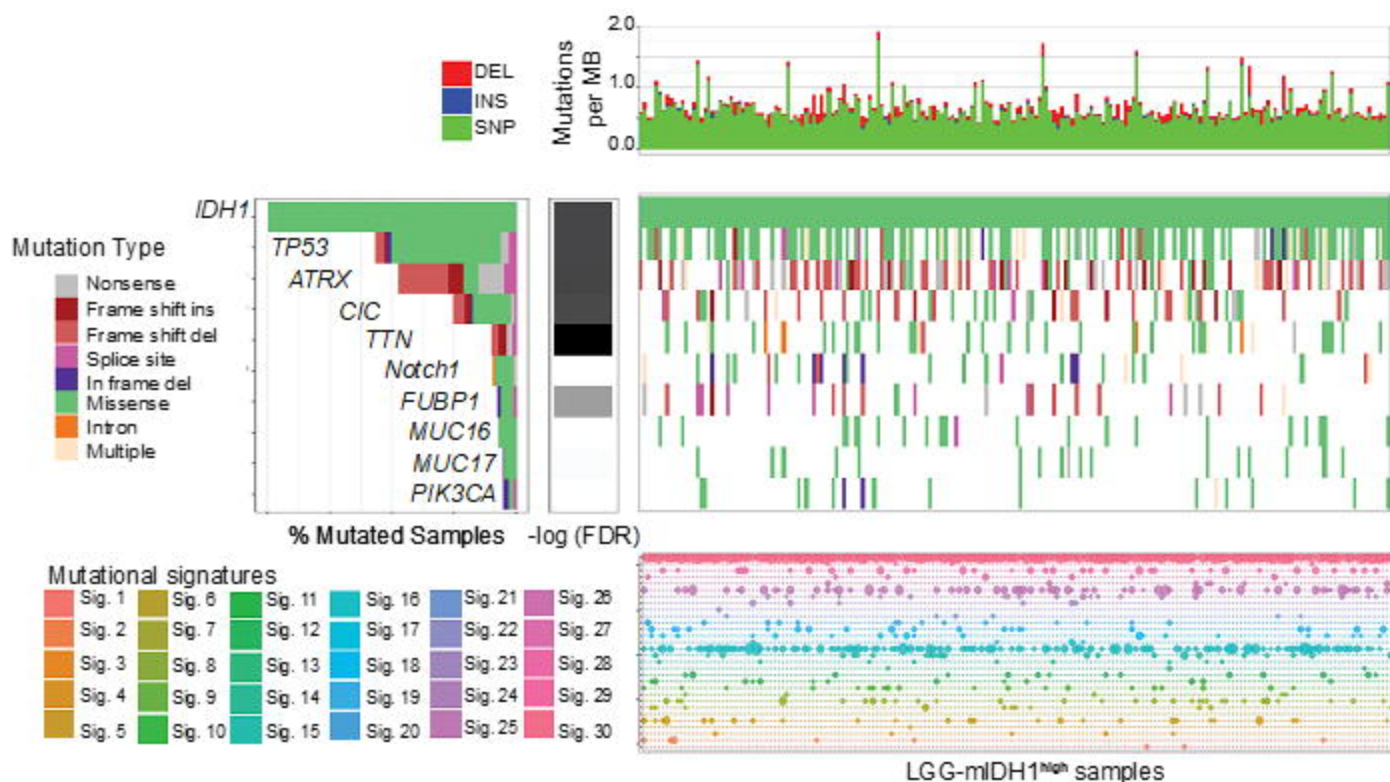 2.0
1.0
0.0
Mutations
per MB
DEL
INS
SNP
IDH1
TP53
ATRX
CIC
TTN
Notch1
FUBP1
MUC16
MUC17
PIK3CA
Mutation Type
Nonsense
Frame shift ins
Frame shift del
Splice site
In frame del
Missense
Intron
Multiple
% Mutated Samples
-log (FDR)
Mutational signatures
Sig. 1
Sig. 2
Sig. 3
Sig. 4
Sig. 5
Sig. 6
Sig. 7
Sig. 8
Sig. 9
Sig. 10
Sig. 11
Sig. 12
Sig. 13
Sig. 14
Sig. 15
Sig. 16
Sig. 17
Sig. 18
Sig. 19
Sig. 20
Sig. 21
Sig. 22
Sig. 23
Sig. 24
Sig. 25
Sig. 26
Sig. 27
Sig. 28
Sig. 29
Sig. 30
LGG-mIDH1high samples